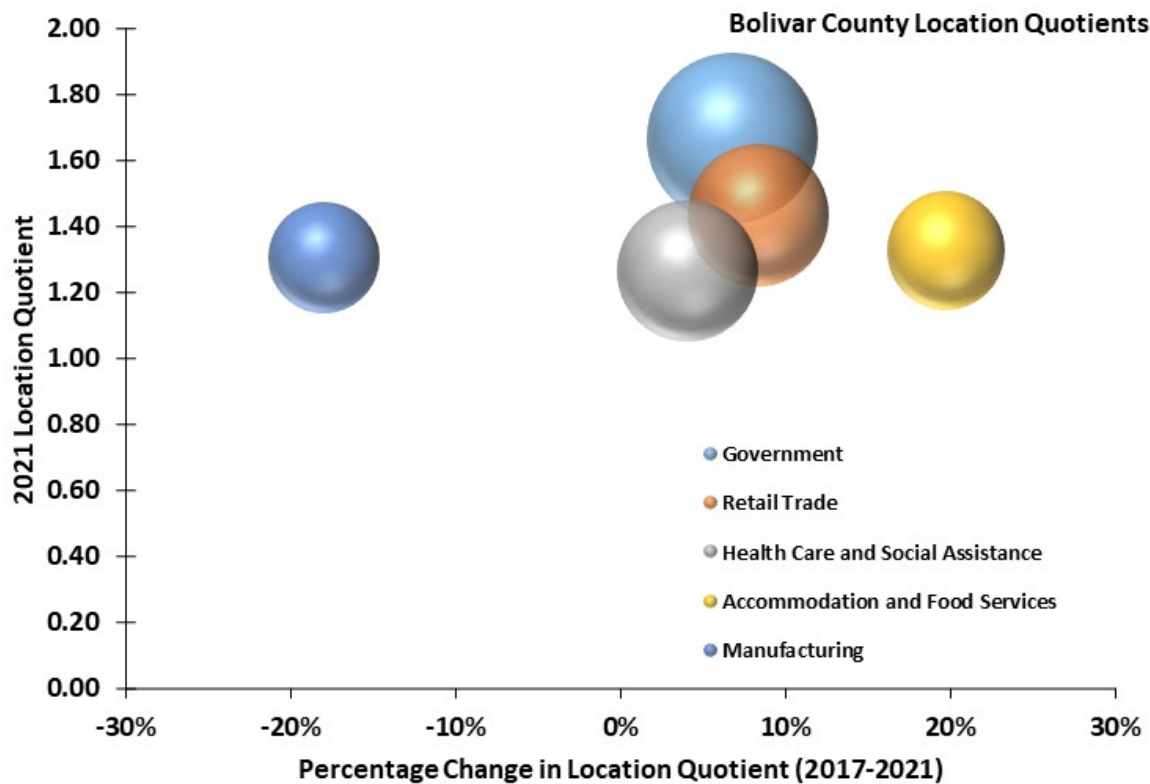 Bolivar County Location Quotients
2.00
1.80
1.60
1.40
1.20
1.00
0.80
0.60
0.40
0.20
0.00
2021 Location Quotient
Government
Retail Trade
Health Care and Social Assistance
Accommodation and Food Services
Manufacturing
-30% -20% -10% 0% 10% 20% 30%
Percentage Change in Location Quotient (2017-2021)